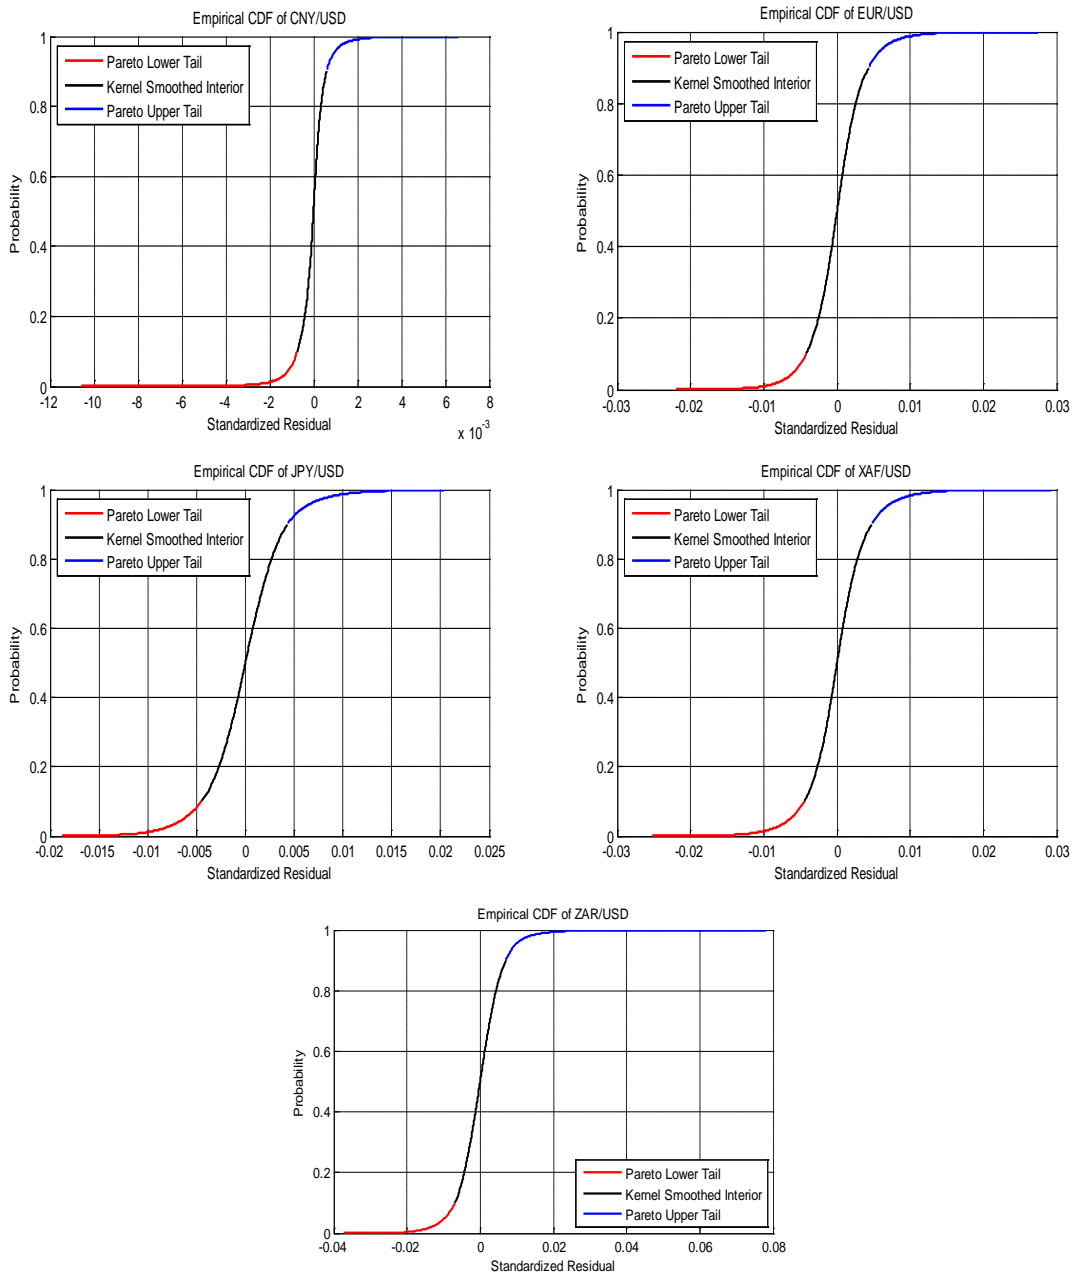 Empirical CDF of CNY/USD
Pareto Lower Tail
Kernel Smoothed Interior
Pareto Upper Tail
Probability
1
0.8
0.6
0.4
0.2
0
-12 -10 -8 -6 -4 -2 0 2 4 6 8
Standardized Residual
x 10^-3
Empirical CDF of EUR/USD
Pareto Lower Tail
Kernel Smoothed Interior
Pareto Upper Tail
Probability
1
0.8
0.6
0.4
0.2
0
-0.03 -0.02 -0.01 0 0.01 0.02 0.03
Standardized Residual
Empirical CDF of JPY/USD
Pareto Lower Tail
Kernel Smoothed Interior
Pareto Upper Tail
Probability
1
0.8
0.6
0.4
0.2
0
-0.02 -0.015 -0.01 -0.005 0 0.005 0.01 0.015 0.02 0.025
Standardized Residual
Empirical CDF of XAF/USD
Pareto Lower Tail
Kernel Smoothed Interior
Pareto Upper Tail
Probability
1
0.8
0.6
0.4
0.2
0
-0.03 -0.02 -0.01 0 0.01 0.02 0.03
Standardized Residual
Empirical CDF of ZAR/USD
Probability
1
0.8
0.6
0.4
0.2
0
Pareto Lower Tail
Kernel Smoothed Interior
Pareto Upper Tail
-0.04 -0.02 0 0.02 0.04 0.06 0.08
Standardized Residual